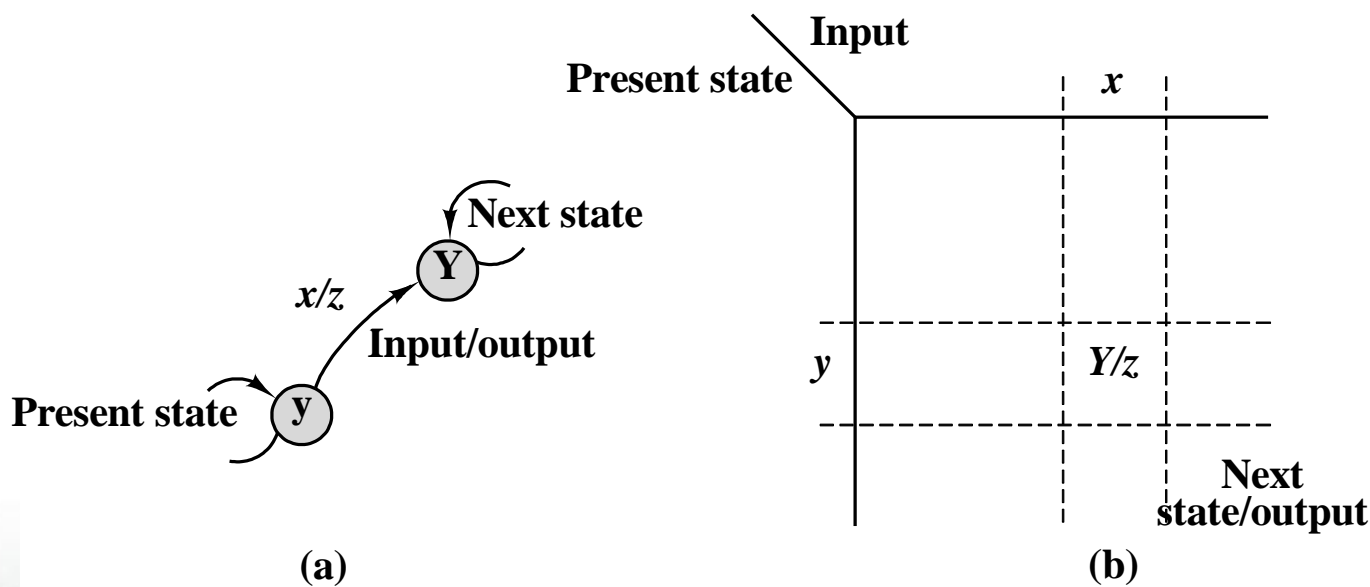 Next state
Y
x/z
Input/output
Present state
y
(a)
Input
Present state
x
y
Y/z
Next
state/output
(b)